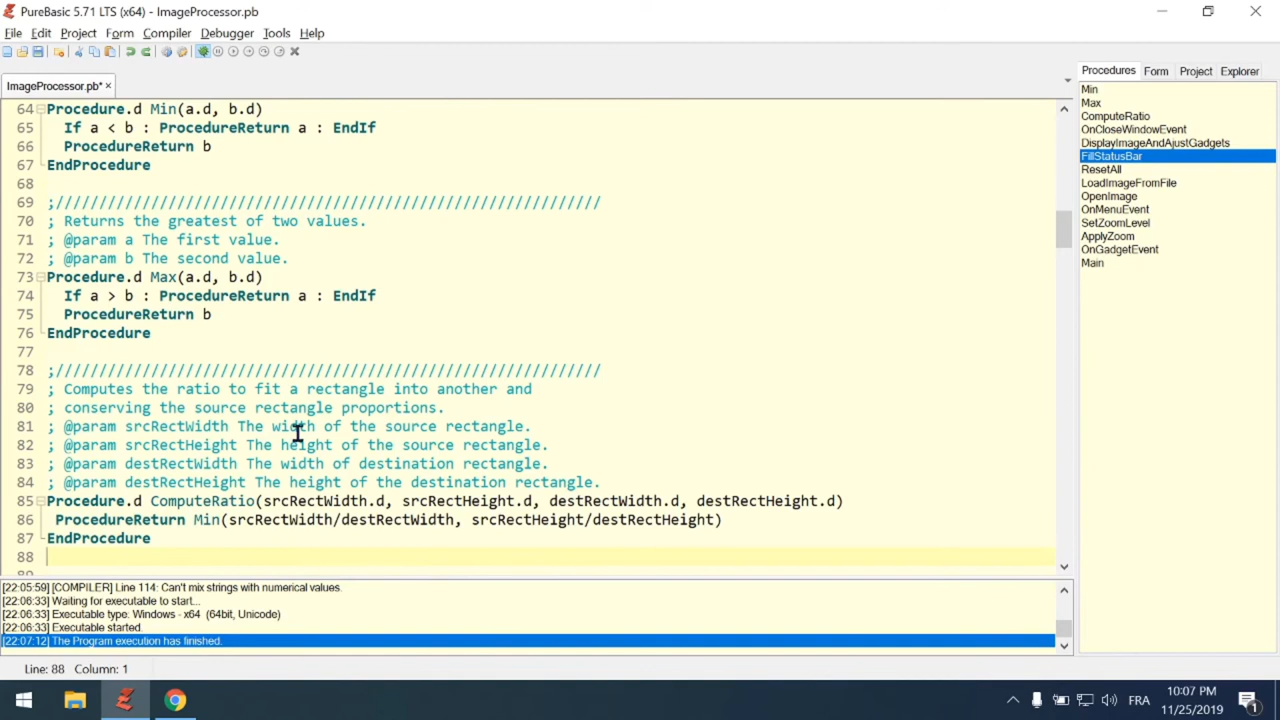 PureBasic 5.71 LTS (x64) - ImageProcessor.pb
File Edit Project Form Compiler Debugger Tools Help
ImageProcessor.pb*
64 Procedure.d Min(a.d, b.d)
65 If a < b : ProcedureReturn a : EndIf
66 ProcedureReturn b
67 EndProcedure
68
69 ;///////////////////////////////////////////////////////////////
70 ; Returns the greatest of two values.
71 ; @param a The first value.
72 ; @param b The second value.
73 Procedure.d Max(a.d, b.d)
74 If a > b : ProcedureReturn a : EndIf
75 ProcedureReturn b
76 EndProcedure
77
78 ;///////////////////////////////////////////////////////////////
79 ; Computes the ratio to fit a rectangle into another and
80 ; conserving the source rectangle proportions.
81 ; @param srcRectWidth The width of the source rectangle.
82 ; @param srcRectHeight The height of the source rectangle.
83 ; @param destRectWidth The width of destination rectangle.
84 ; @param destRectHeight The height of the destination rectangle.
85 Procedure.d ComputeRatio(srcRectWidth.d, srcRectHeight.d, destRectWidth.d, destRectHeight.d)
86 ProcedureReturn Min(srcRectWidth/destRectWidth, srcRectHeight/destRectHeight)
87 EndProcedure
88
[22:05:59] [COMPILER] Line 114: Can't mix strings with numerical values.
[22:06:33] Waiting for executable to start...
[22:06:33] Executable type: Windows - x64 (64bit, Unicode)
[22:06:33] Executable started.
[22:07:12] The Program execution has finished.
Line: 88 Column: 1
Procedures Form Project Explorer
Min
Max
ComputeRatio
OnCloseWindowEvent
DisplayImageAndAjustGadgets
FillStatusBar
ResetAll
LoadImageFromFile
OpenImage
OnMenuEvent
SetZoomLevel
ApplyZoom
OnGadgetEvent
Main
FRA
10:07 PM
11/25/2019
1